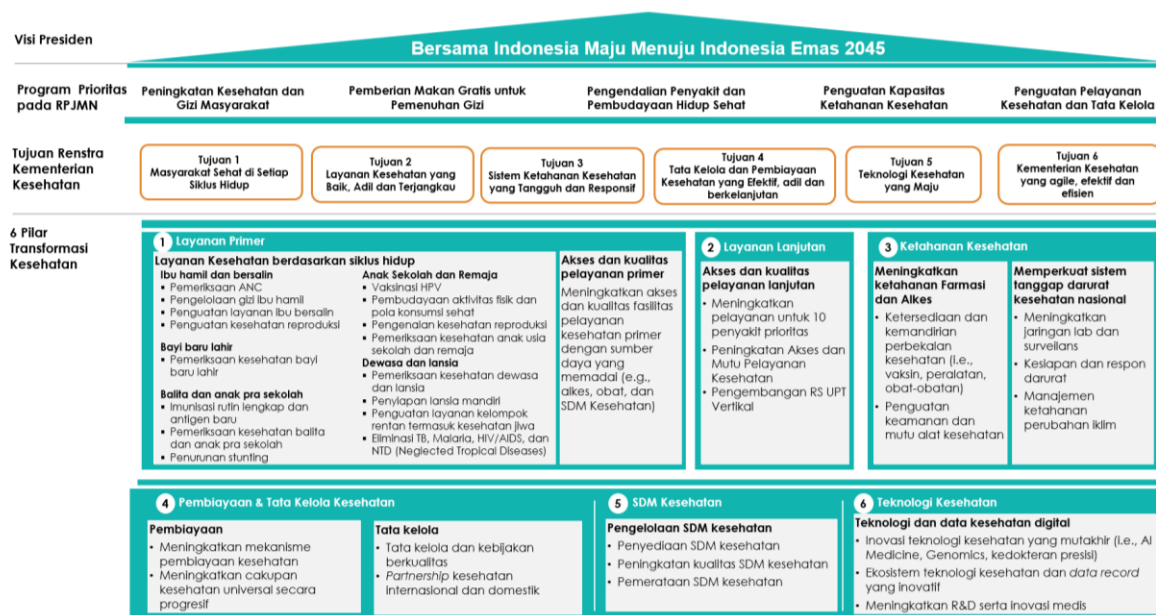 Visi Presiden
Bersama Indonesia Maju Menuju Indonesia Emas 2045
Program Prioritas
pada RPJMN
Peningkatan Kesehatan dan
Gizi Masyarakat
Pemberian Makan Gratis untuk
Pemenuhan Gizi
Pengendalian Penyakit dan
Pembudayaan Hidup Sehat
Penguatan Kapasitas
Ketahanan Kesehatan
Penguatan Pelayanan
Kesehatan dan Tata Kelola
Tujuan Renstra
Kementerian
Kesehatan
Tujuan 1
Masyarakat Sehat di Setiap
Siklus Hidup
Tujuan 2
Layanan Kesehatan yang
Baik, Adil dan Terjangkau
Tujuan 3
Sistem Ketahanan Kesehatan
yang Tangguh dan Responsif
Tujuan 4
Tata Kelola dan Pembiayaan
Kesehatan yang Efektif, adil dan
berkelanjutan
Tujuan 5
Teknologi Kesehatan
yang Maju
Tujuan 6
Kementerian Kesehatan
yang agile, efektif dan
efisien
6 Pilar
Transformasi
Kesehatan
1 Layanan Primer
Layanan Kesehatan berdasarkan siklus hidup
Ibu hamil dan bersalin
▪ Pemeriksaan ANC
▪ Pengelolaan gizi ibu hamil
▪ Penguatan layanan ibu bersalin
▪ Penguatan kesehatan reproduksi
Bayi baru lahir
▪ Pemeriksaan kesehatan bayi
baru lahir
Balita dan anak pra sekolah
▪ Imunisasi rutin lengkap dan
antigen baru
▪ Pemeriksaan kesehatan balita
dan anak pra sekolah
▪ Penurunan stunting
Anak Sekolah dan Remaja
▪ Vaksinasi HPV
▪ Pembudayaan aktivitas fisik dan
pola konsumsi sehat
▪ Pengenalan kesehatan reproduksi
▪ Pemeriksaan kesehatan anak usia
sekolah dan remaja
Dewasa dan lansia
▪ Pemeriksaan kesehatan dewasa
dan lansia
▪ Penyiapan lansia mandiri
▪ Penguatan layanan kelompok
rentan termasuk kesehatan jiwa
▪ Eliminasi TB, Malaria, HIV/AIDS, dan
NTD (Neglected Tropical Diseases)
Akses dan kualitas
pelayanan primer
Meningkatkan akses
dan kualitas fasilitas
pelayanan
kesehatan primer
dengan sumber
daya yang
memadai (e.g.,
alkes, obat, dan
SDM Kesehatan)
2 Layanan Lanjutan
Akses dan kualitas
pelayanan lanjutan
• Meningkatkan
pelayanan untuk 10
penyakit prioritas
• Peningkatan Akses dan
Mutu Pelayanan
Kesehatan
• Pengembangan RS UPT
Vertikal
3 Ketahanan Kesehatan
Meningkatkan
ketahanan Farmasi
dan Alkes
• Ketersediaan dan
kemandirian
perbekalan
kesehatan (i.e.,
vaksin, peralatan,
obat-obatan)
• Penguatan
keamanan dan
mutu alat kesehatan
Memperkuat sistem
tanggap darurat
kesehatan nasional
• Meningkatkan
jaringan lab dan
surveilans
• Kesiapan dan respon
darurat
• Manajemen
ketahanan
perubahan iklim
4 Pembiayaan & Tata Kelola Kesehatan
Pembiayaan
• Meningkatkan mekanisme
pembiayaan kesehatan
• Meningkatkan cakupan
kesehatan universal secara
progresif
Tata kelola
• Tata kelola dan kebijakan
berkualitas
• Partnership kesehatan
internasional dan domestik
5 SDM Kesehatan
Pengelolaan SDM kesehatan
• Penyediaan SDM kesehatan
• Peningkatan kualitas SDM kesehatan
• Pemerataan SDM kesehatan
6 Teknologi Kesehatan
Teknologi dan data kesehatan digital
• Inovasi teknologi kesehatan yang mutakhir (i.e., AI
Medicine, Genomics, kedokteran presisi)
• Ekosistem teknologi kesehatan dan data record
yang inovatif
• Meningkatkan R&D serta inovasi medis